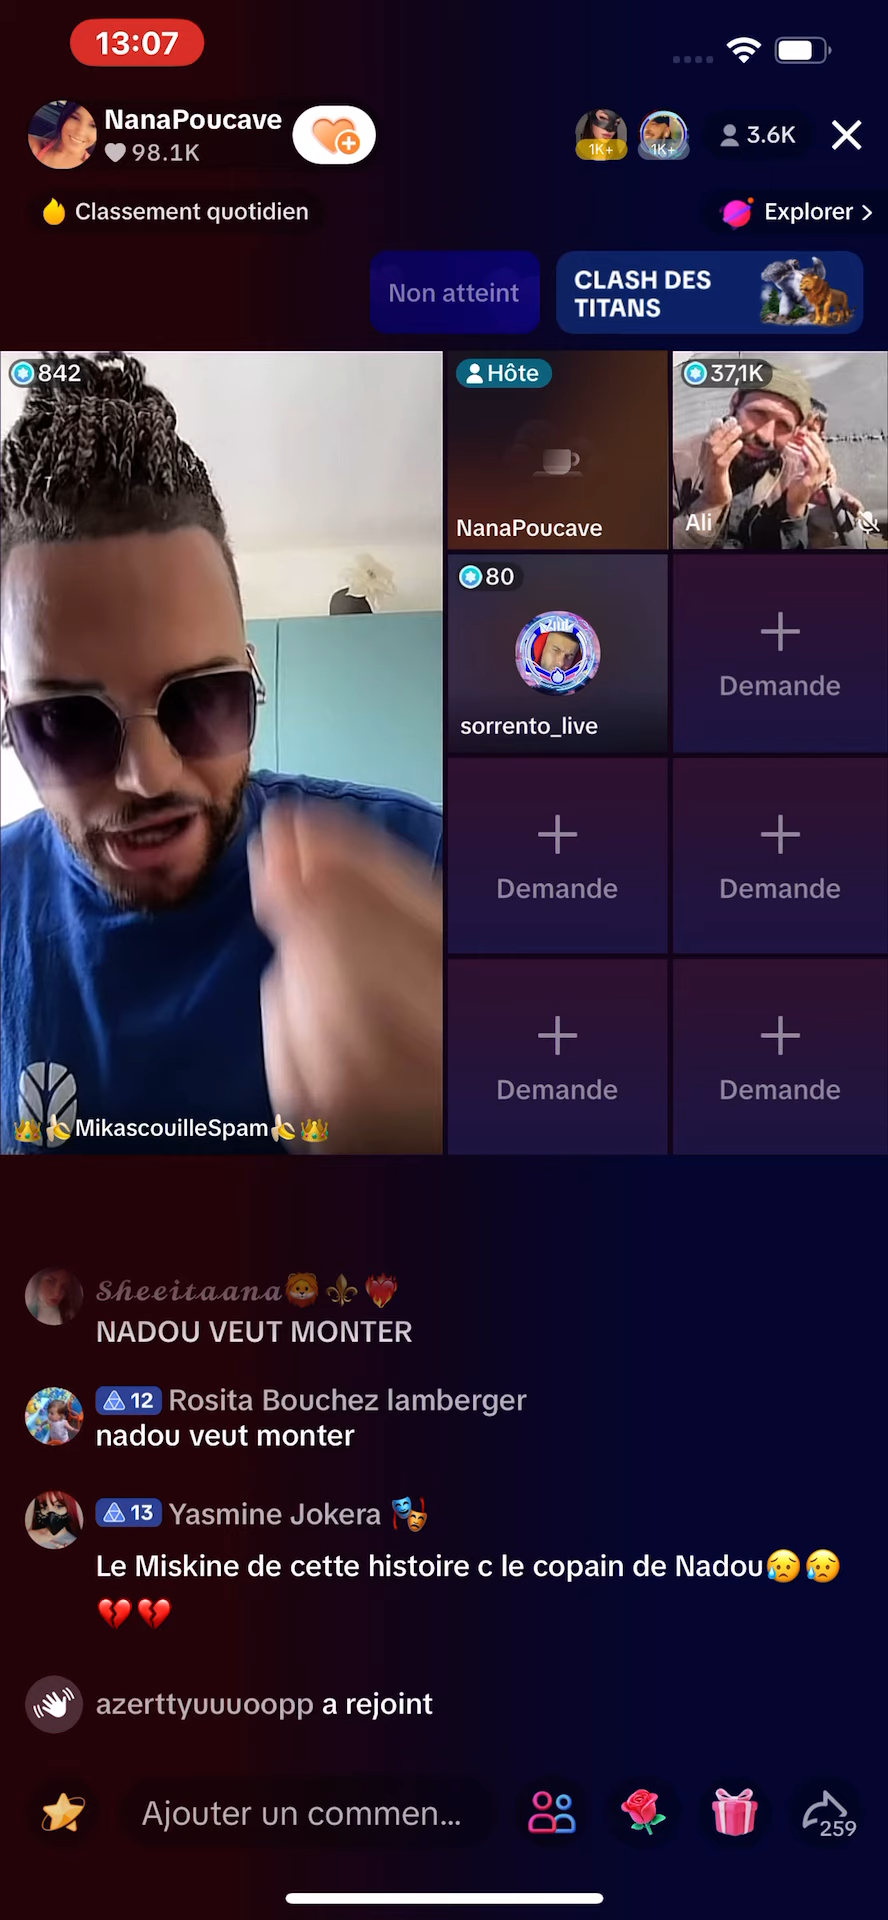 13:07
NanaPoucave
98.1K
1K+
1K+
3.6K
Classement quotidien
Explorer
Non atteint
CLASH DES
TITANS
842
Hôte
NanaPoucave
37,1K
Ali
80
sorrento_live
Demande
Demande
Demande
Demande
Demande
👑🍌MikascouilleSpam🍌👑
𝓢𝓱𝓮𝓮𝓲𝓽𝓪𝓪𝓷𝓪🦁⚜️❤️‍🔥
NADOU VEUT MONTER
12 Rosita Bouchez lamberger
nadou veut monter
13 Yasmine Jokera 🎭
Le Miskine de cette histoire c le copain de Nadou😥😥
💔💔
azerttyuuuoopp a rejoint
Ajouter un commen...
259